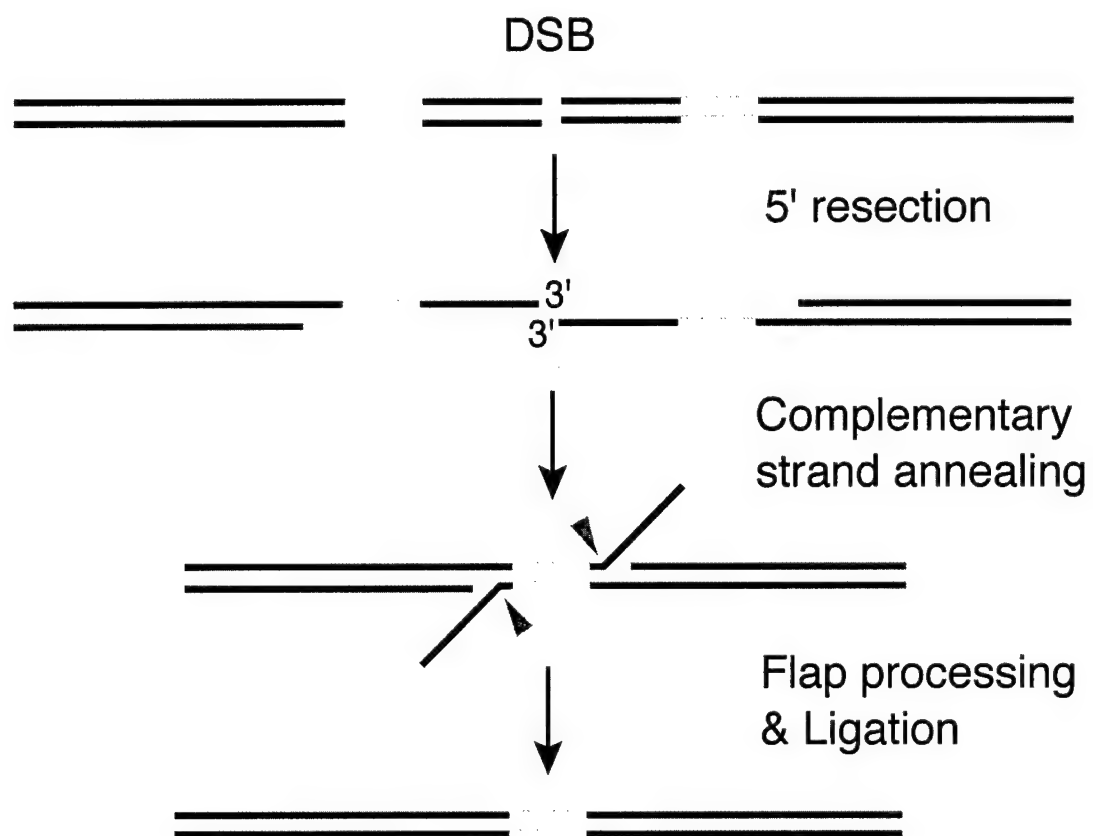 DSB
5' resection
3'
3'
Complementary
strand annealing
Flap processing
& Ligation